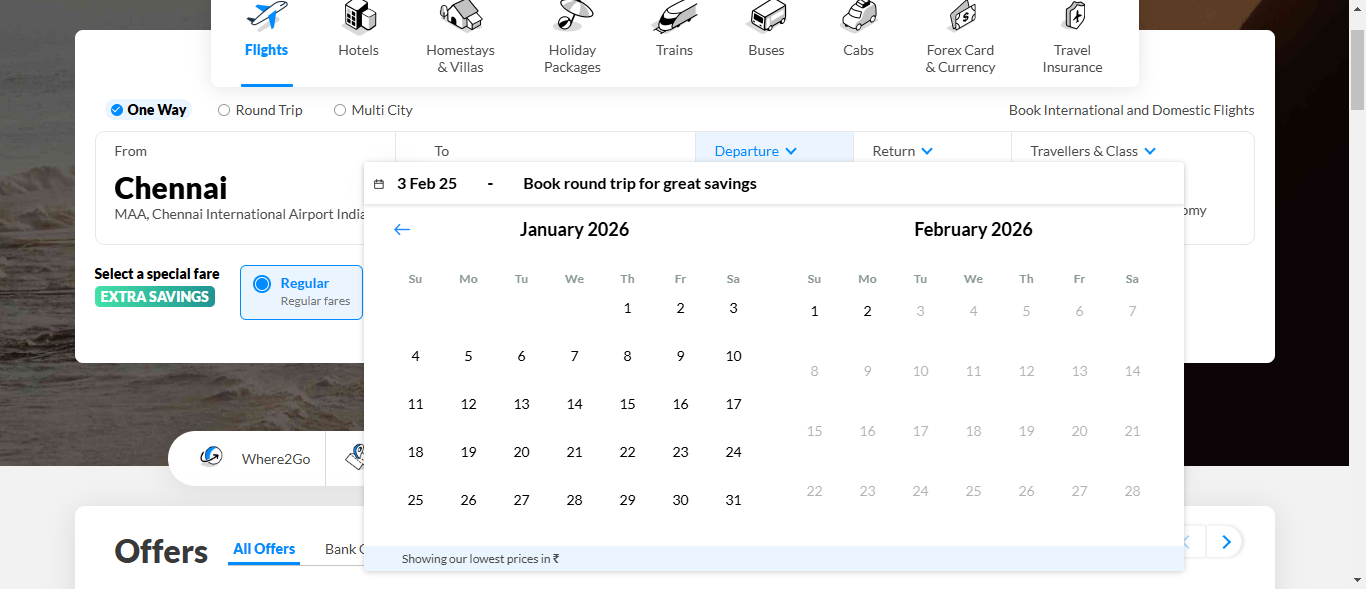 Flights
Hotels
Homestays
& Villas
Holiday
Packages
Trains
Buses
Cabs
Forex Card
& Currency
Travel
Insurance
One Way
Round Trip
Multi City
Book International and Domestic Flights
From
To
Departure
Return
Travellers & Class
Chennai
MAA, Chennai International Airport India
3 Feb 25 - Book round trip for great savings
January 2026
Su Mo Tu We Th Fr Sa
1 2 3
4 5 6 7 8 9 10
11 12 13 14 15 16 17
18 19 20 21 22 23 24
25 26 27 28 29 30 31
February 2026
Su Mo Tu We Th Fr Sa
1 2 3 4 5 6 7
8 9 10 11 12 13 14
15 16 17 18 19 20 21
22 23 24 25 26 27 28
Showing our lowest prices in ₹
Select a special fare
EXTRA SAVINGS
Regular
Regular fares
Where2Go
Offers
All Offers
Bank